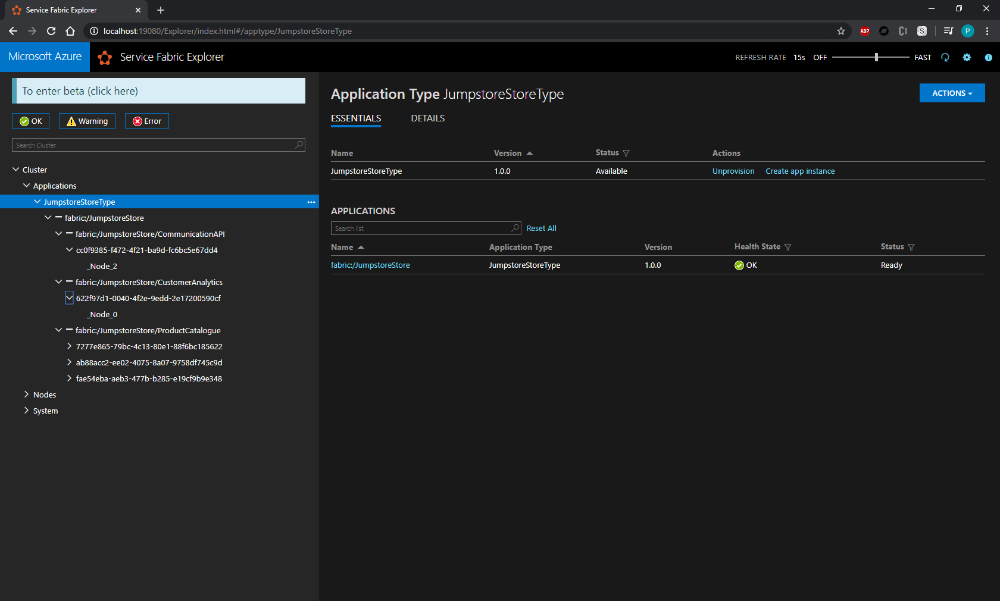 Service Fabric Explorer
localhost:19080/Explorer/index.html#/apptype/JumpstoreStoreType
ABP
S
P
Microsoft Azure
Service Fabric Explorer
REFRESH RATE 15s OFF FAST
To enter beta (click here)
OK Warning Error
Search Cluster
Cluster
Applications
JumpstoreStoreType
fabric:/JumpstoreStore
fabric:/JumpstoreStore/CommunicationAPI
cc0f9385-f472-4f21-ba9d-fc6bc5e67dd4
_Node_2
fabric:/JumpstoreStore/CustomerAnalytics
622f97d1-0040-4f2e-9edd-2e17200590cf
_Node_0
fabric:/JumpstoreStore/ProductCatalogue
7277e865-79bc-4c13-80e1-88f6bc185622
ab88acc2-ee02-4075-8a07-9758df745c9d
fae54eba-aeb3-477b-b285-e19cf9b9e348
Nodes
System
Application Type JumpstoreStoreType
ACTIONS
ESSENTIALS DETAILS
Name Version Status Actions
JumpstoreStoreType 1.0.0 Available Unprovision Create app instance
APPLICATIONS
Search list Reset All
Name Application Type Version Health State Status
fabric:/JumpstoreStore JumpstoreStoreType 1.0.0 OK Ready